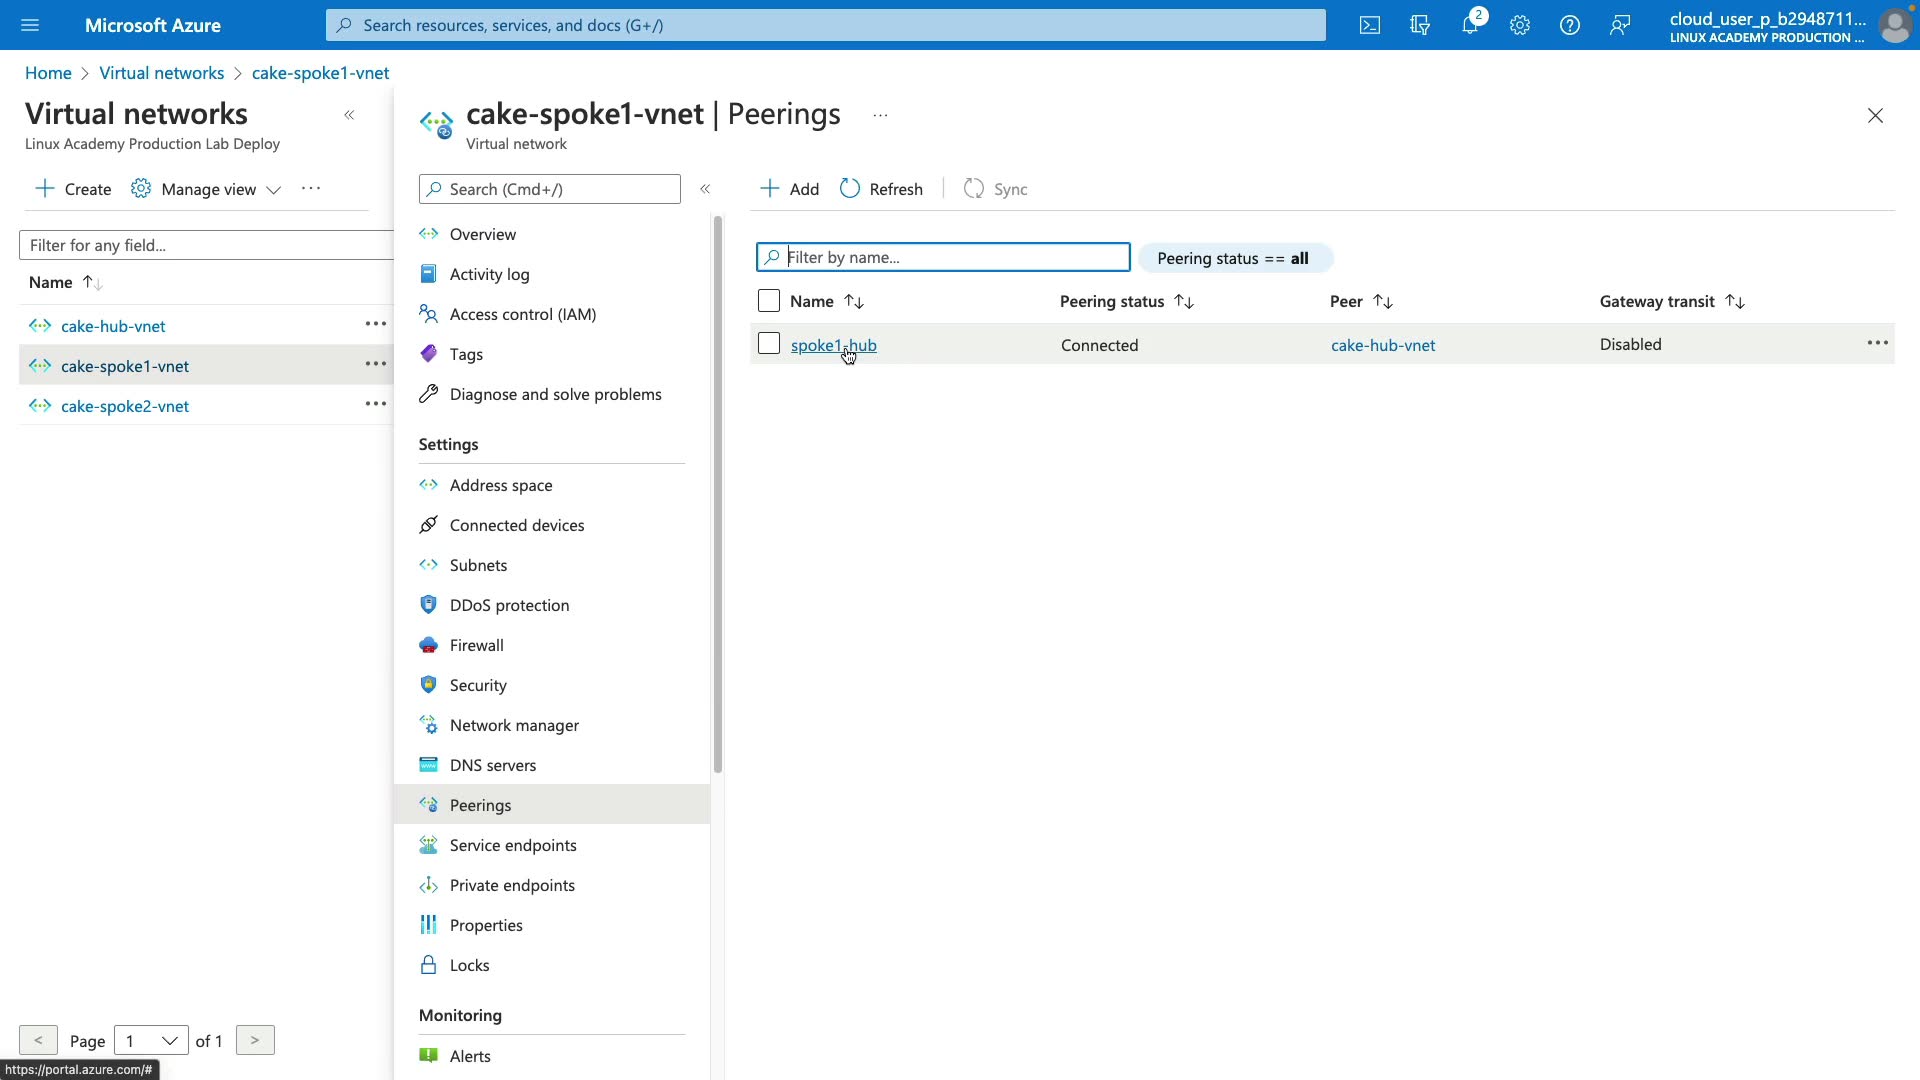 Microsoft Azure
Search resources, services, and docs (G+/)
2
cloud_user_p_b2948711...
LINUX ACADEMY PRODUCTION ...
Home > Virtual networks > cake-spoke1-vnet
Virtual networks
«
Linux Academy Production Lab Deploy
Create
Manage view
...
Filter for any field...
Name
cake-hub-vnet
...
cake-spoke1-vnet
...
cake-spoke2-vnet
...
< Page 1 of 1 >
https://portal.azure.com/#
cake-spoke1-vnet | Peerings
...
Virtual network
Search (Cmd+/)
«
Overview
Activity log
Access control (IAM)
Tags
Diagnose and solve problems
Settings
Address space
Connected devices
Subnets
DDoS protection
Firewall
Security
Network manager
DNS servers
Peerings
Service endpoints
Private endpoints
Properties
Locks
Monitoring
Alerts
Add
Refresh
Sync
Filter by name...
Peering status == all
Name
Peering status
Peer
Gateway transit
spoke1-hub
Connected
cake-hub-vnet
Disabled
...